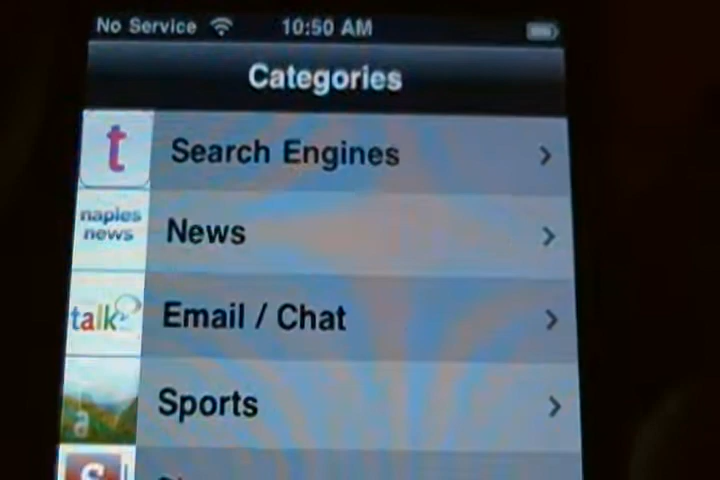 No Service 10:50 AM
Categories
t Search Engines
naples
news
News
talk Email / Chat
a Sports
S